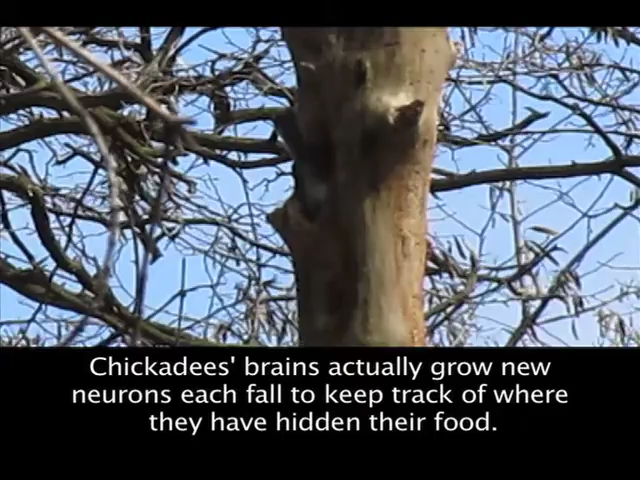 Chickadees' brains actually grow new
neurons each fall to keep track of where
they have hidden their food.